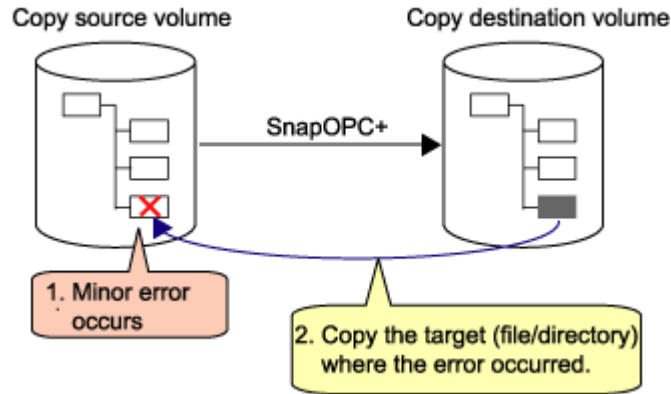 Copy source volume
Copy destination volume
SnapOPC+
1. Minor error
occurs
2. Copy the target (file/directory)
where the error occurred.